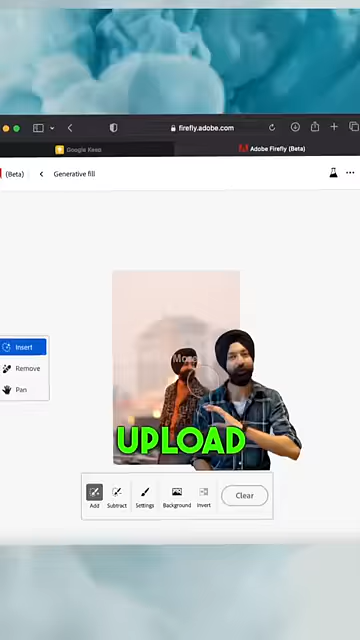 firefly.adobe.com
Google Keep
Adobe Firefly (Beta)
(Beta)
Generative fill
Insert
Remove
Pan
More
UPLOAD
Add
Subtract
Settings
Background
Invert
Clear